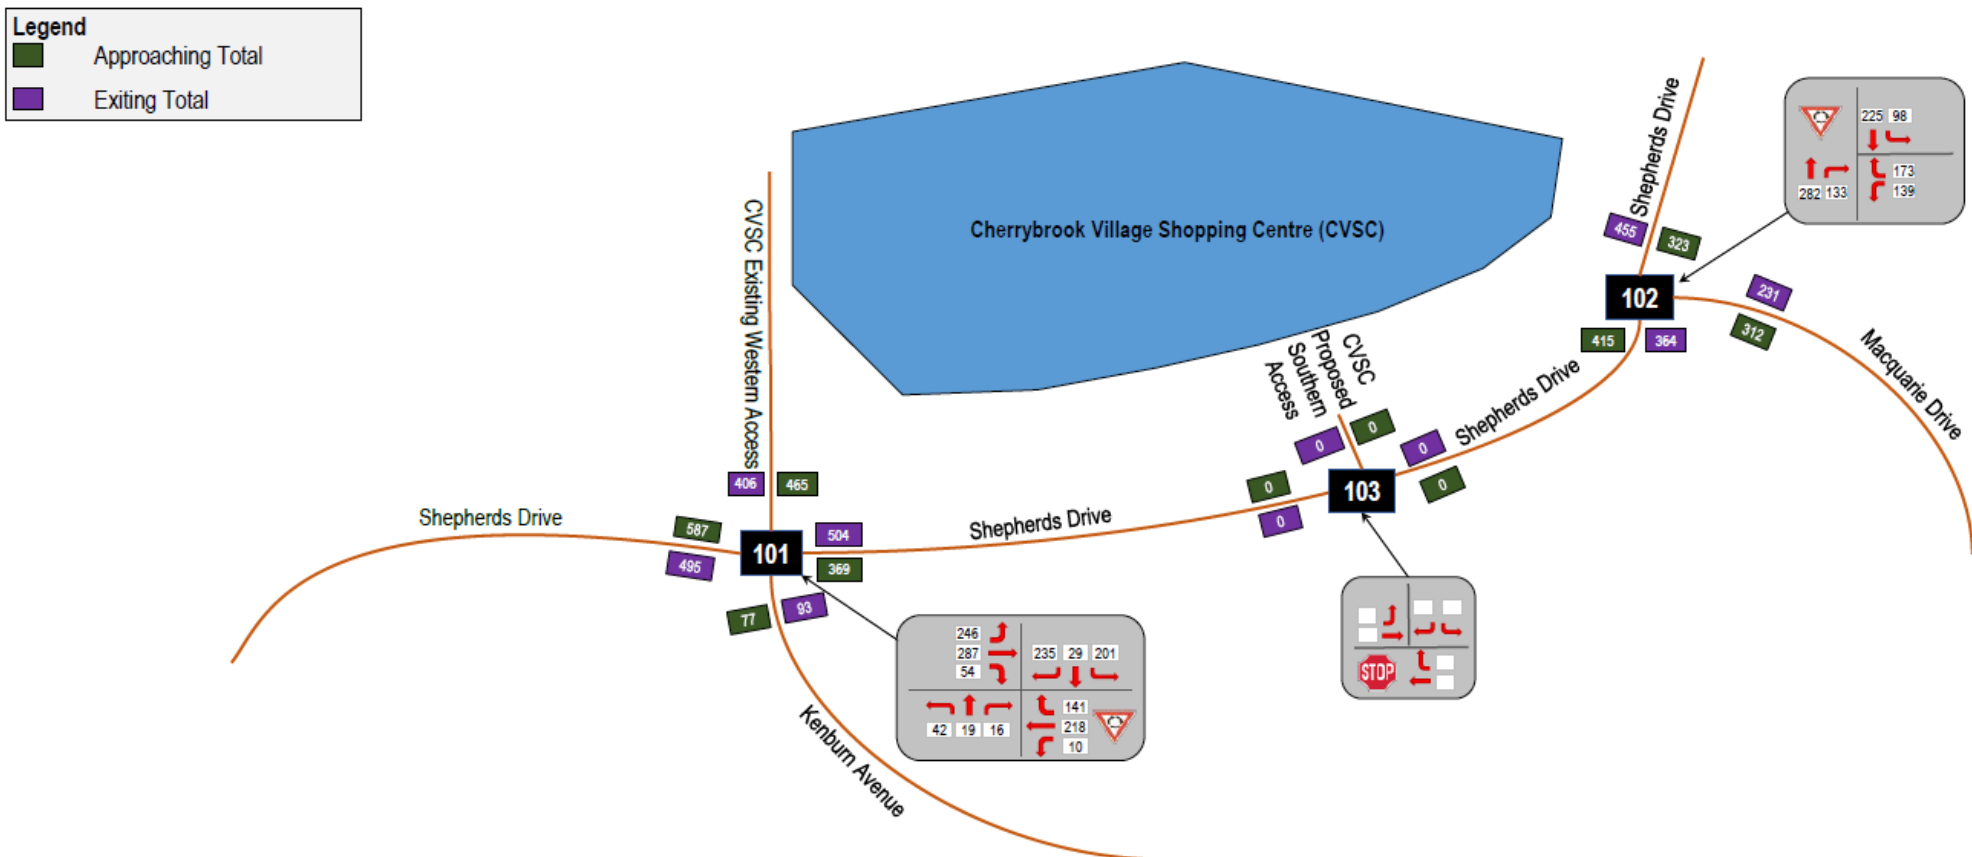 Legend
Approaching Total
Exiting Total
Cherrybrook Village Shopping Centre (CVSC)
CVSC Existing Western Access
Shepherds Drive
225 98
282 133
173
139
455
323
102
231
312
415
364
Macquarie Drive
Shepherds Drive
CVSC
Proposed
Southern
Access
0
0
0
0
0
0
103
STOP
406
465
Shepherds Drive
587
495
101
504
369
Shepherds Drive
77
93
Kenburn Avenue
246
287
54
235 29 201
42 19 16
141
218
10